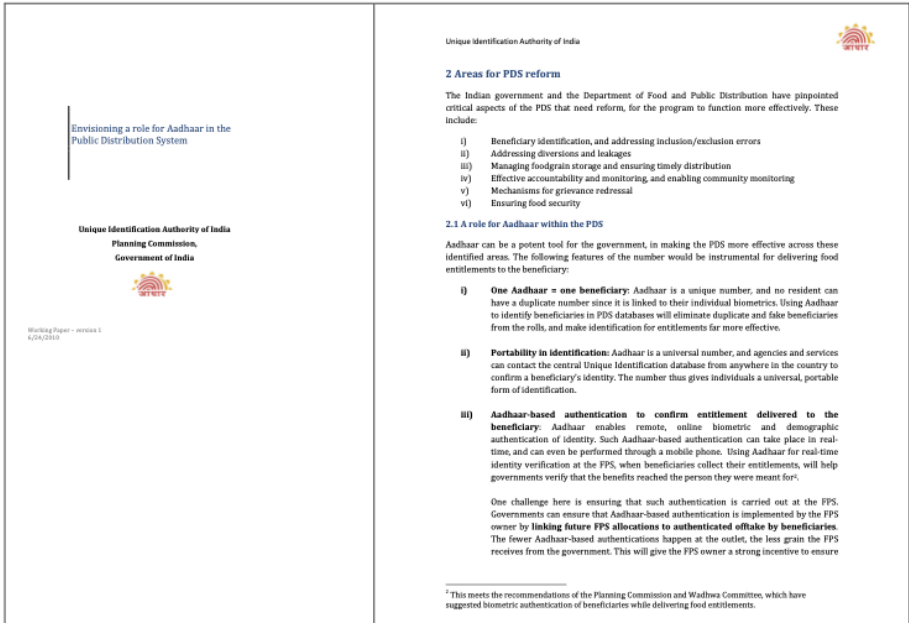 Envisioning a role for Aadhaar in the
Public Distribution System
Unique Identification Authority of India
Planning Commission,
Government of India
आधार
Working Paper – version 1
6/24/2010
Unique Identification Authority of India
आधार
2 Areas for PDS reform
The Indian government and the Department of Food and Public Distribution have pinpointed
critical aspects of the PDS that need reform, for the program to function more effectively. These
include:
i) Beneficiary identification, and addressing inclusion/exclusion errors
ii) Addressing diversions and leakages
iii) Managing foodgrain storage and ensuring timely distribution
iv) Effective accountability and monitoring, and enabling community monitoring
v) Mechanisms for grievance redressal
vi) Ensuring food security
2.1 A role for Aadhaar within the PDS
Aadhaar can be a potent tool for the government, in making the PDS more effective across these
identified areas. The following features of the number would be instrumental for delivering food
entitlements to the beneficiary:
i) One Aadhaar = one beneficiary: Aadhaar is a unique number, and no resident can
have a duplicate number since it is linked to their individual biometrics. Using Aadhaar
to identify beneficiaries in PDS databases will eliminate duplicate and fake beneficiaries
from the rolls, and make identification for entitlements far more effective.
ii) Portability in identification: Aadhaar is a universal number, and agencies and services
can contact the central Unique Identification database from anywhere in the country to
confirm a beneficiary's identity. The number thus gives individuals a universal, portable
form of identification.
iii) Aadhaar-based authentication to confirm entitlement delivered to the
beneficiary: Aadhaar enables remote, online biometric and demographic
authentication of identity. Such Aadhaar-based authentication can take place in real-
time, and can even be performed through a mobile phone. Using Aadhaar for real-time
identity verification at the FPS, when beneficiaries collect their entitlements, will help
governments verify that the benefits reached the person they were meant for².
One challenge here is ensuring that such authentication is carried out at the FPS.
Governments can ensure that Aadhaar-based authentication is implemented by the FPS
owner by linking future FPS allocations to authenticated offtake by beneficiaries.
The fewer Aadhaar-based authentications happen at the outlet, the less grain the FPS
receives from the government. This will give the FPS owner a strong incentive to ensure
² This meets the recommendations of the Planning Commission and Wadhwa Committee, which have
suggested biometric authentication of beneficiaries while delivering food entitlements.